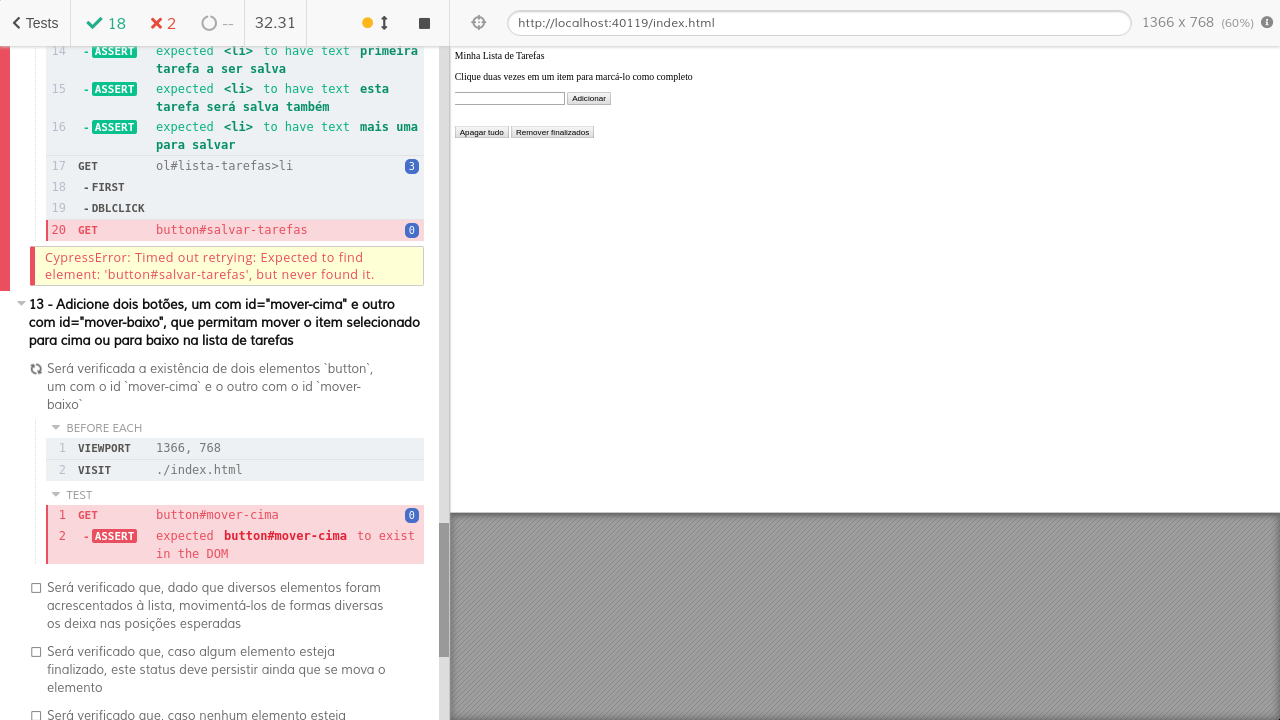 Tests
18
2
--
32.31
http://localhost:40119/index.html
1366 x 768 (60%)
14 - ASSERT expected <li> to have text primeira
tarefa a ser salva
15 - ASSERT expected <li> to have text esta
tarefa será salva também
16 - ASSERT expected <li> to have text mais uma
para salvar
17 GET ol#lista-tarefas>li 3
18 - FIRST
19 - DBLCLICK
20 GET button#salvar-tarefas 0
CypressError: Timed out retrying: Expected to find
element: 'button#salvar-tarefas', but never found it.
13 - Adicione dois botões, um com id="mover-cima" e outro
com id="mover-baixo", que permitam mover o item selecionado
para cima ou para baixo na lista de tarefas
Será verificada a existência de dois elementos `button`,
um com o id `mover-cima` e o outro com o id `mover-
baixo`
BEFORE EACH
1 VIEWPORT 1366, 768
2 VISIT ./index.html
TEST
1 GET button#mover-cima 0
2 - ASSERT expected button#mover-cima to exist
in the DOM
Será verificado que, dado que diversos elementos foram
acrescentados à lista, movimentá-los de formas diversas
os deixa nas posições esperadas
Será verificado que, caso algum elemento esteja
finalizado, este status deve persistir ainda que se mova o
elemento
Será verificado que, caso nenhum elemento esteja
Minha Lista de Tarefas
Clique duas vezes em um item para marcá-lo como completo
Adicionar
Apagar tudo Remover finalizados